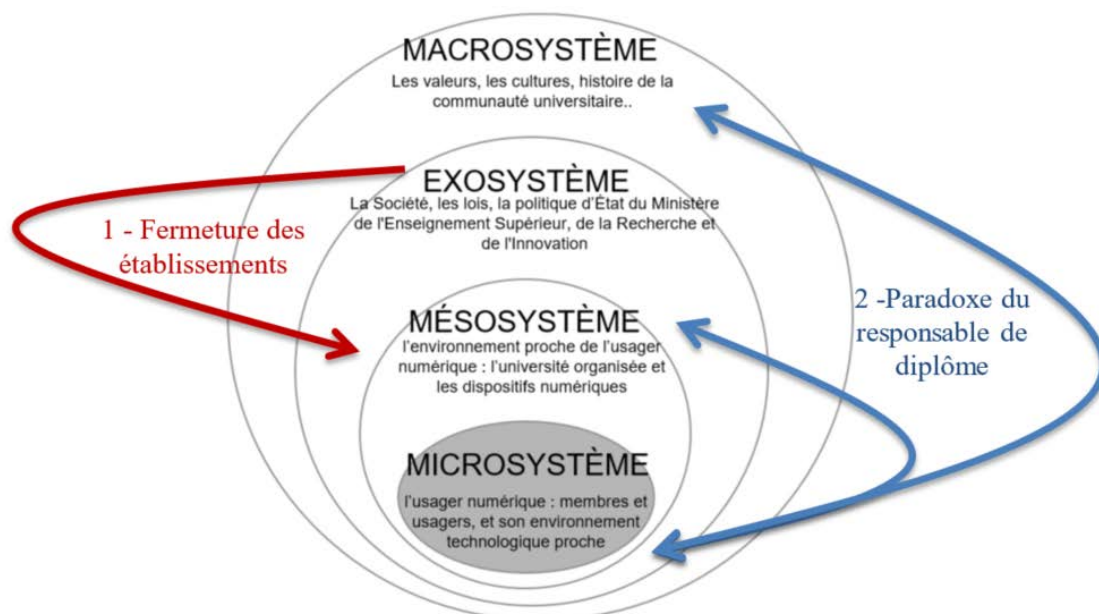 MACROSYSTÈME
Les valeurs, les cultures, histoire de la
communauté universitaire..
EXOSYSTÈME
La Société, les lois, la politique d'État du Ministère
de l'Enseignement Supérieur, de la Recherche et
de l'Innovation
1 - Fermeture des
établissements
MÉSOSYSTÈME
l'environnement proche de l'usager
numérique : l'université organisée et
les dispositifs numériques
2 -Paradoxe du
responsable de
diplôme
MICROSYSTÈME
l'usager numérique : membres et
usagers, et son environnement
technologique proche